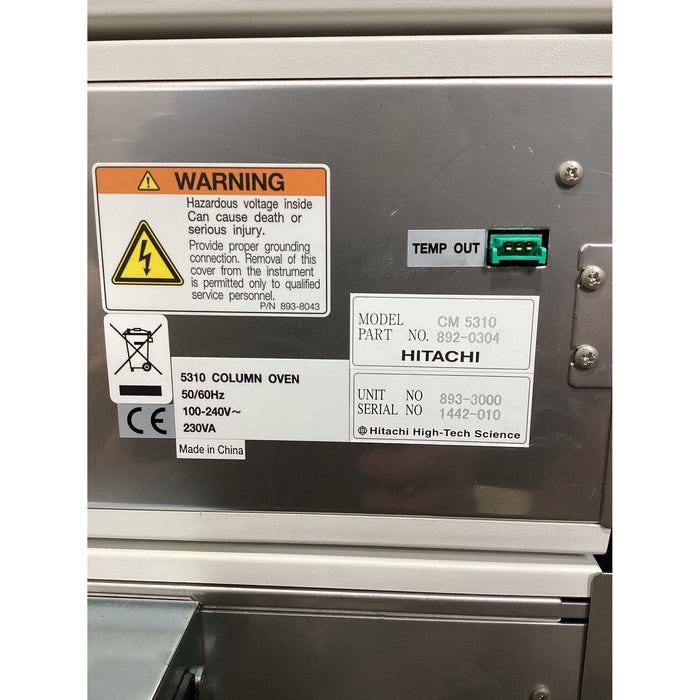 WARNING
Hazardous voltage inside
Can cause death or
serious injury.
Provide proper grounding
connection. Removal of this
cover from the instrument
is permitted only to qualified
service personnel.
P/N 893-8043
TEMP OUT
MODEL CM 5310
PART NO. 892-0304
HITACHI
UNIT NO 893-3000
SERIAL NO 1442-010
Hitachi High-Tech Science
5310 COLUMN OVEN
50/60Hz
100-240V~
230VA
CE
Made in China